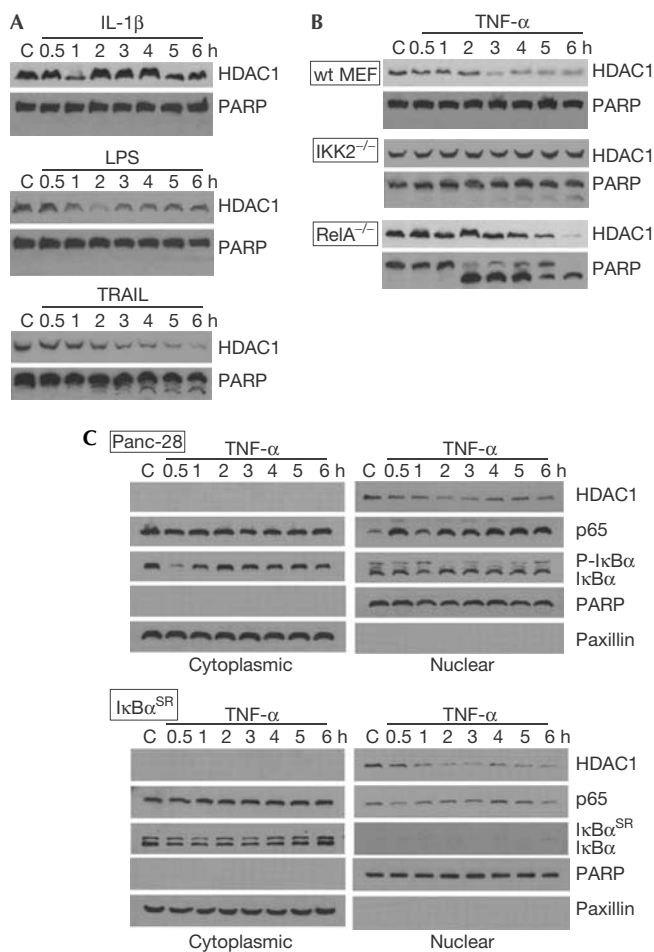 A
IL-1β
C 0.5 1 2 3 4 5 6 h
HDAC1
PARP
LPS
C 0.5 1 2 3 4 5 6 h
HDAC1
PARP
TRAIL
C 0.5 1 2 3 4 5 6 h
HDAC1
PARP
B
TNF-α
C 0.5 1 2 3 4 5 6 h
wt MEF
HDAC1
PARP
IKK2−/−
HDAC1
PARP
RelA−/−
HDAC1
PARP
C
Panc-28
TNF-α
C 0.5 1 2 3 4 5 6 h
TNF-α
C 0.5 1 2 3 4 5 6 h
HDAC1
p65
P-IκBα
IκBα
PARP
Paxillin
Cytoplasmic
Nuclear
IκBαSR
TNF-α
C 0.5 1 2 3 4 5 6 h
TNF-α
C 0.5 1 2 3 4 5 6 h
HDAC1
p65
IκBαSR
IκBα
PARP
Paxillin
Cytoplasmic
Nuclear